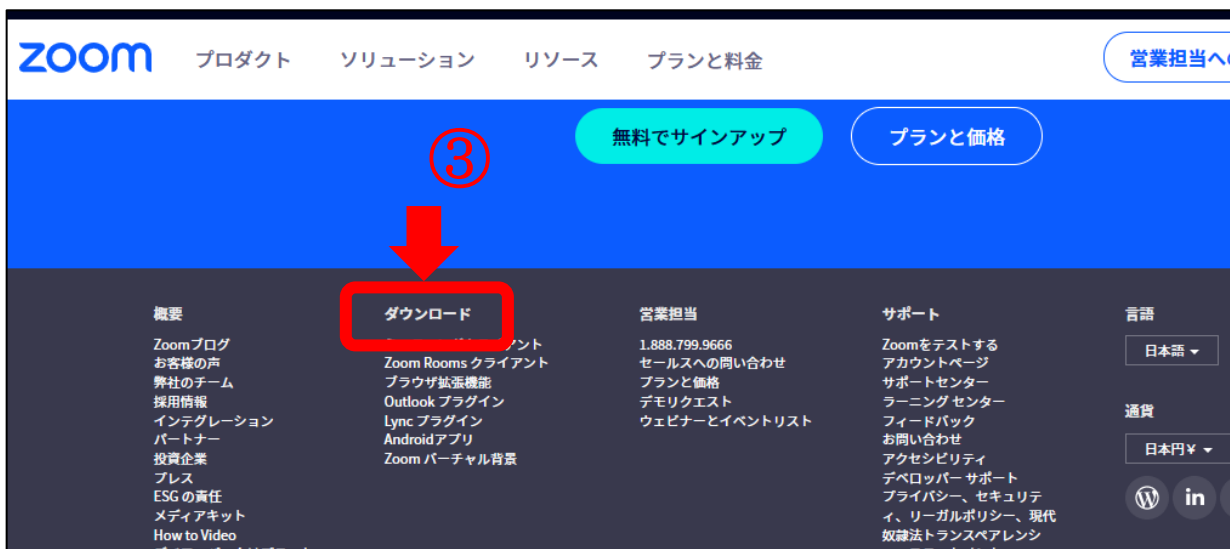 zoom プロダクト ソリューション リソース プランと料金 営業担当へ
無料でサインアップ プランと価格
③
概要
Zoomブログ
お客様の声
弊社のチーム
採用情報
インテグレーション
パートナー
投資企業
プレス
ESG の責任
メディアキット
How to Video
ダウンロード
Zoom Rooms クライアント
ブラウザ拡張機能
Outlook プラグイン
Lync プラグイン
Androidアプリ
Zoom バーチャル背景
営業担当
1.888.799.9666
セールスへの問い合わせ
プランと価格
デモリクエスト
ウェビナーとイベントリスト
サポート
Zoomをテストする
アカウントページ
サポートセンター
ラーニング センター
フィードバック
お問い合わせ
アクセシビリティ
デベロッパー サポート
プライバシー、セキュリテ
ィ、リーガルポリシー、現代
奴隷法トランスペアレンシ
言語
日本語
通貨
日本円￥
in